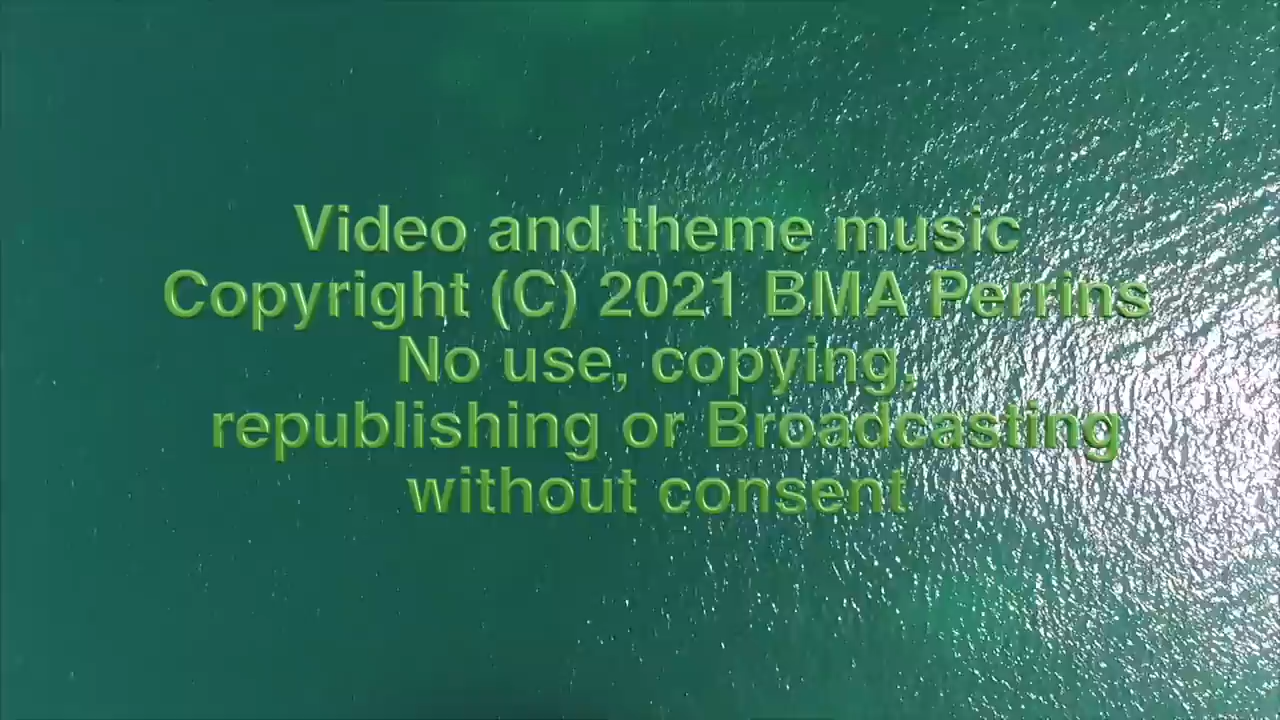 Video and theme music
Copyright (C) 2021 BMA Perrins
No use, copying,
republishing or Broadcasting
without consent